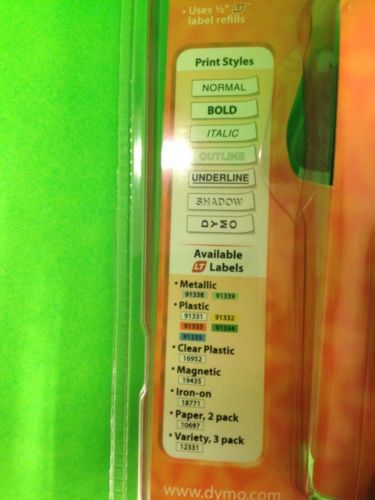 • Uses ½" LT
label refills
Print Styles
NORMAL
BOLD
ITALIC
OUTLINE
UNDERLINE
SHADOW
DYMO
Available
LT Labels
• Metallic
91338 91339
• Plastic
91331 91332
91333 91334
91335
• Clear Plastic
16952
• Magnetic
19435
• Iron-on
18771
• Paper, 2 pack
10697
• Variety, 3 pack
12331
www.dymo.com